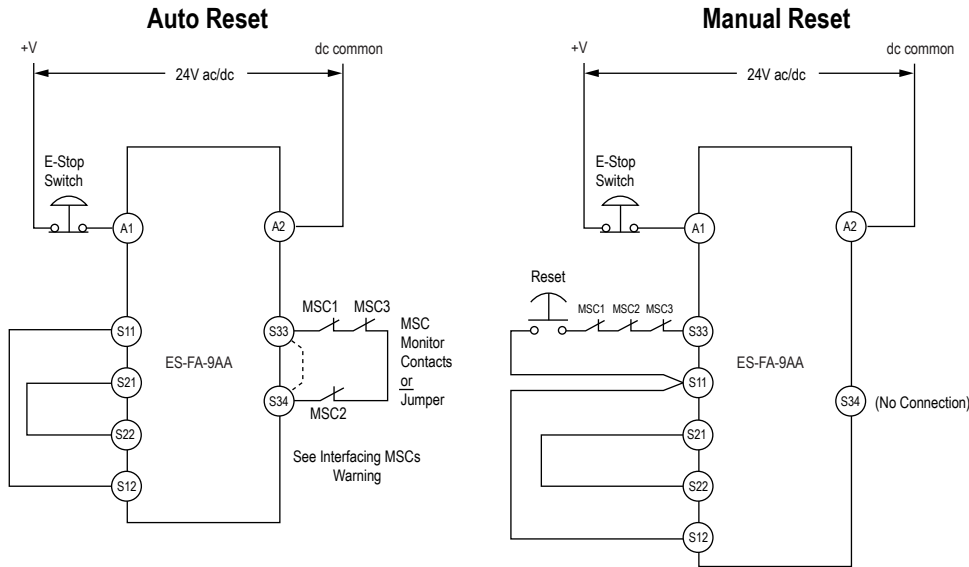 Auto Reset
+V
dc common
24V ac/dc
E-Stop
Switch
A1
A2
MSC1
MSC3
S11
S33
MSC
Monitor
Contacts
or
Jumper
ES-FA-9AA
S21
S34
MSC2
S22
See Interfacing MSCs
Warning
S12
Manual Reset
+V
dc common
24V ac/dc
E-Stop
Switch
A1
A2
Reset
MSC1
MSC2
MSC3
S33
ES-FA-9AA
S11
S34
(No Connection)
S21
S22
S12